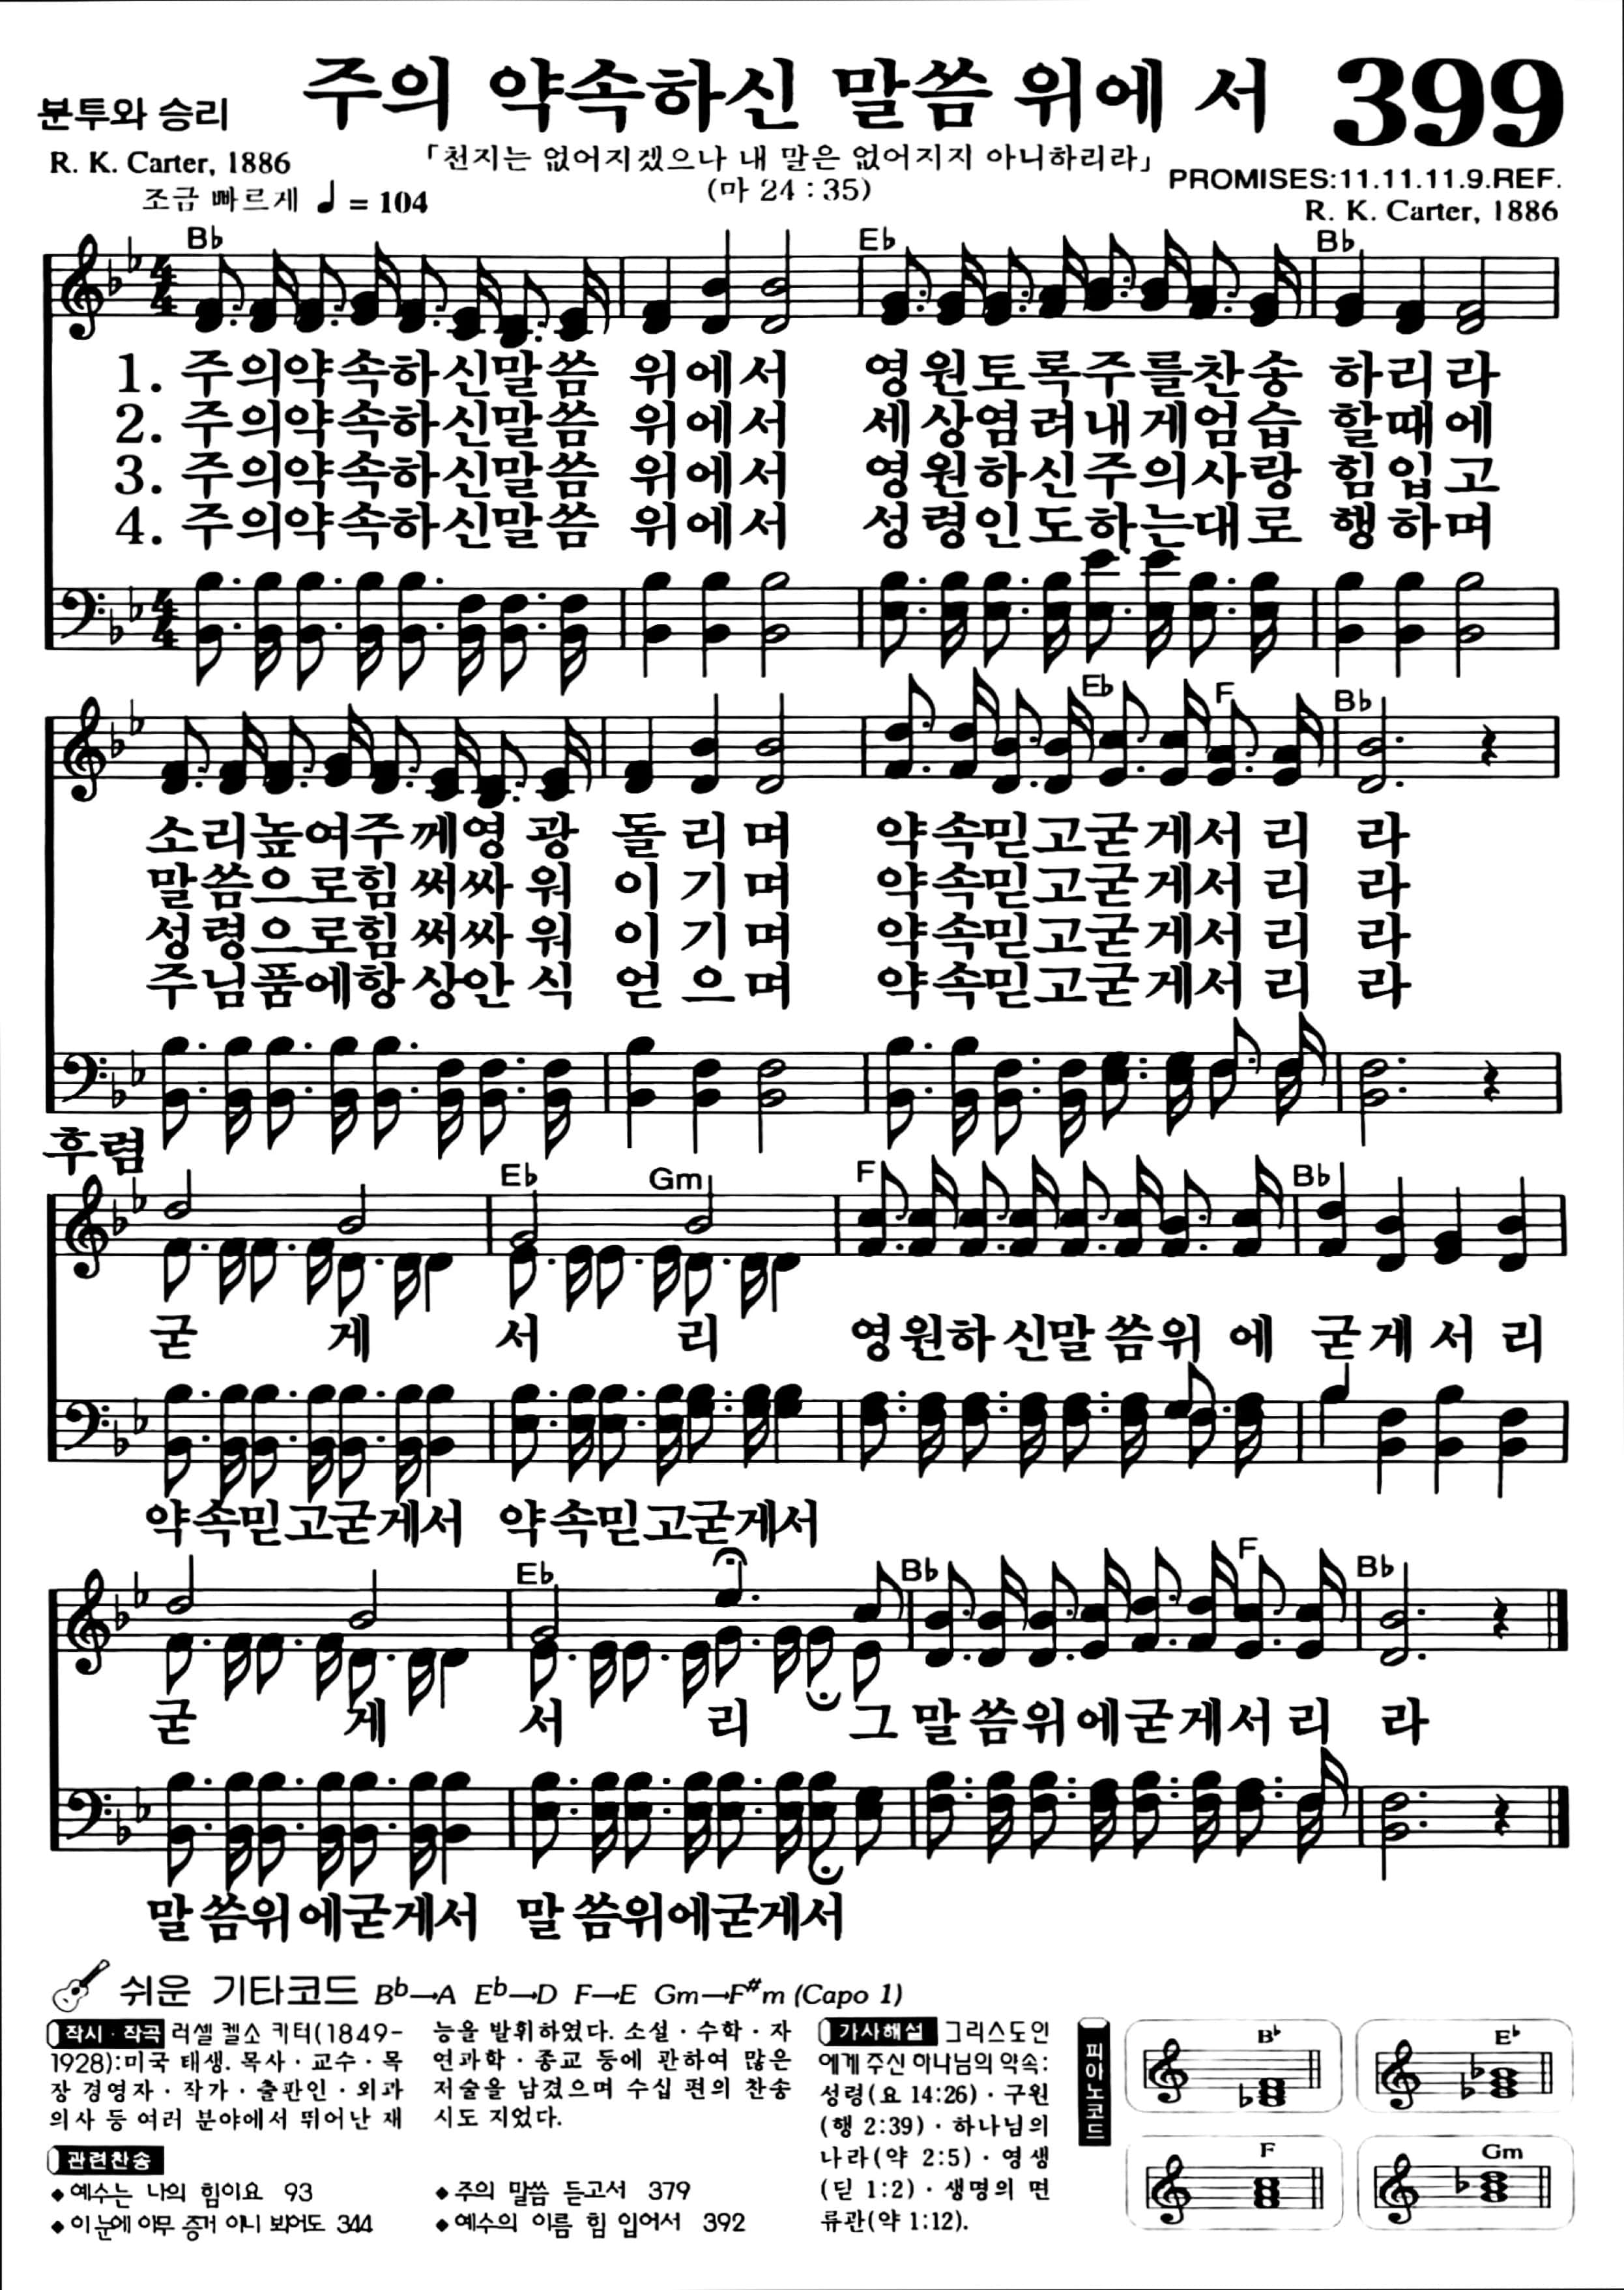 분투와 승리
주의 약속하신 말씀 위에 서
399
R. K. Carter, 1886
「천지는 없어지겠으나 내 말은 없어지지 아니하리라」
(마 24 : 35)
PROMISES:11.11.11.9.REF.
조금 빠르게 ♩ = 104
R. K. Carter, 1886
B♭ E♭ B♭
1. 주의약속하신말씀 위에서 영원토록주를찬송 하리라
2. 주의약속하신말씀 위에서 세상염려내게엄습 할때에
3. 주의약속하신말씀 위에서 영원하신주의사랑 힘입고
4. 주의약속하신말씀 위에서 성령인도하는대로 행하며
E♭ F B♭
소리높여주께영광 돌리며 약속믿고굳게서리 라
말씀으로힘써싸워 이기며 약속믿고굳게서리 라
성령으로힘써싸워 이기며 약속믿고굳게서리 라
주님품에항상안식 얻으며 약속믿고굳게서리 라
후렴
E♭ Gm F B♭
굳 게 서 리 영원하신말씀위에 굳게서리
약속믿고굳게서 약속믿고굳게서
E♭ B♭ F B♭
굳 게 서 리 그 말씀위에굳게서리 라
말씀위에굳게서 말씀위에굳게서
쉬운 기타코드 B♭→A E♭→D F→E Gm→F#m (Capo 1)
작시 · 작곡 러셀 켈소 카터(1849-
1928):미국 태생. 목사 · 교수 · 목
장 경영자 · 작가 · 출판인 · 외과
의사 등 여러 분야에서 뛰어난 재
능을 발휘하였다. 소설 · 수학 · 자
연과학 · 종교 등에 관하여 많은
저술을 남겼으며 수십 편의 찬송
시도 지었다.
가사해설 그리스도인
에게 주신 하나님의 약속:
성령(요 14:26) · 구원
(행 2:39) · 하나님의
나라(약 2:5) · 영생
(딛 1:2) · 생명의 면
류관(약 1:12).
관련찬송
◆ 예수는 나의 힘이요 93
◆ 이 눈에 아무 증거 아니 뵈어도 344
◆ 주의 말씀 듣고서 379
◆ 예수의 이름 힘 입어서 392
피아노코드
B♭ E♭
F Gm